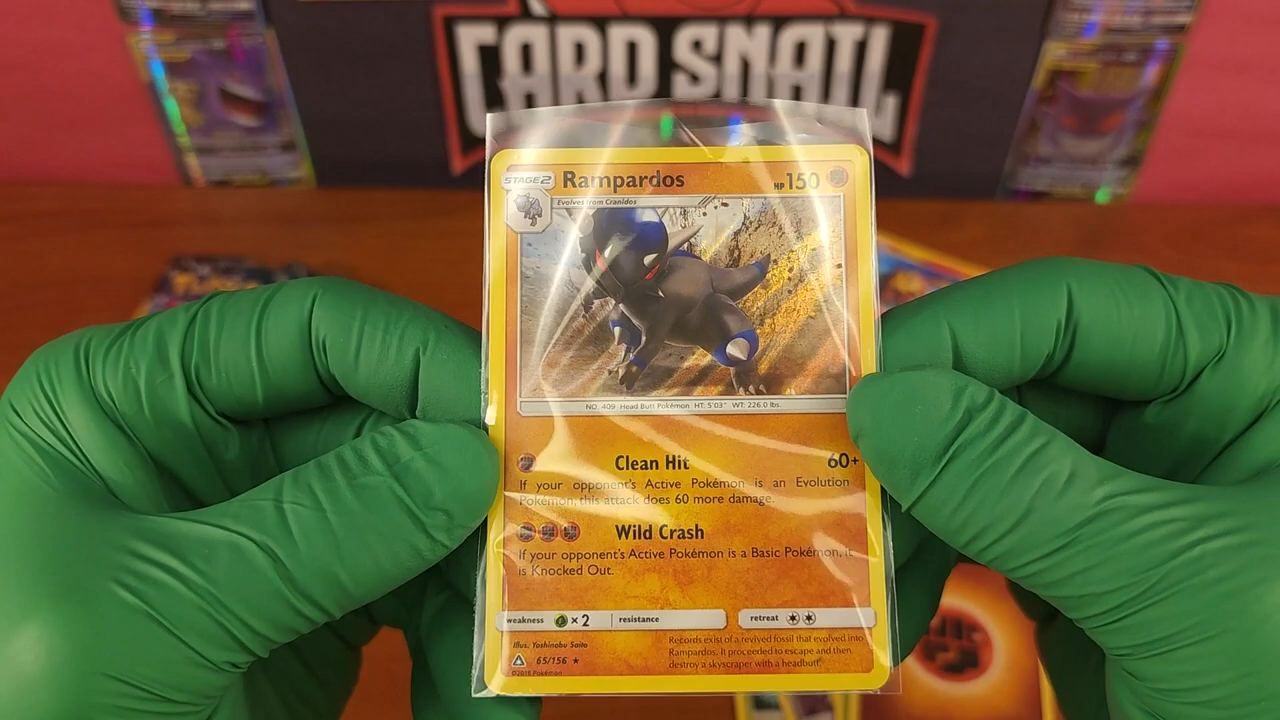 CARD SNAIL
STAGE 2 Rampardos HP 150
Evolves from Cranidos
NO. 409 Head Butt Pokémon HT: 5'03" WT: 226.0 lbs.
Clean Hit 60+
If your opponent's Active Pokémon is an Evolution
Pokémon, this attack does 60 more damage.
Wild Crash
If your opponent's Active Pokémon is a Basic Pokémon, it
is Knocked Out.
weakness ×2 resistance retreat
Illus. Yoshinobu Saito
65/156 ★
©2018 Pokémon
Records exist of a revived fossil that evolved into
Rampardos. It proceeded to escape and then
destroy a skyscraper with a headbutt.